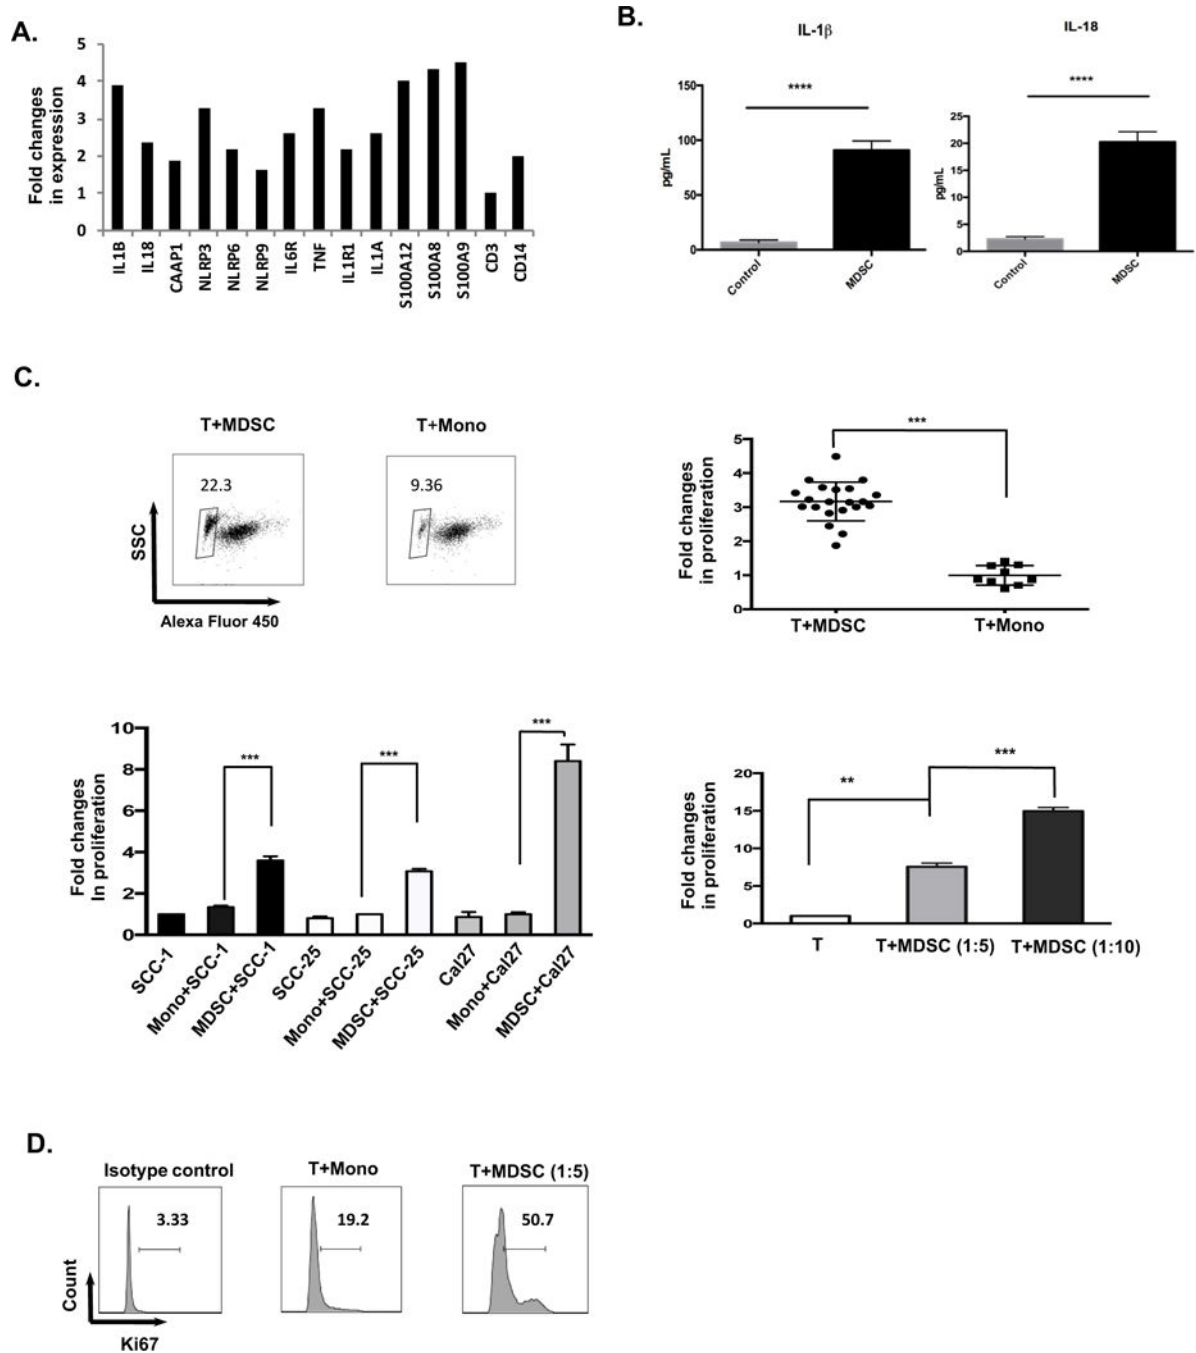 A.
Fold changes
in expression
5
4
3
2
1
0
IL1B
IL18
CAAP1
NLRP3
NLRP6
NLRP9
IL6R
TNF
IL1R1
IL1A
S100A12
S100A8
S100A9
CD3
CD14
B.
IL-1β
pg/mL
150
100
50
0
****
Control
MDSC
IL-18
pg/mL
25
20
15
10
5
0
****
Control
MDSC
C.
T+MDSC
T+Mono
22.3
9.36
SSC
Alexa Fluor 450
Fold changes
in proliferation
5
4
3
2
1
0
***
T+MDSC
T+Mono
Fold changes
In proliferation
10
8
6
4
2
0
***
***
***
SCC-1
Mono+SCC-1
MDSC+SCC-1
SCC-25
Mono+SCC-25
MDSC+SCC-25
Cal27
Mono+Cal27
MDSC+Cal27
Fold changes
in proliferation
20
15
10
5
0
**
***
T
T+MDSC (1:5)
T+MDSC (1:10)
D.
Isotype control
T+Mono
T+MDSC (1:5)
3.33
19.2
50.7
Count
Ki67